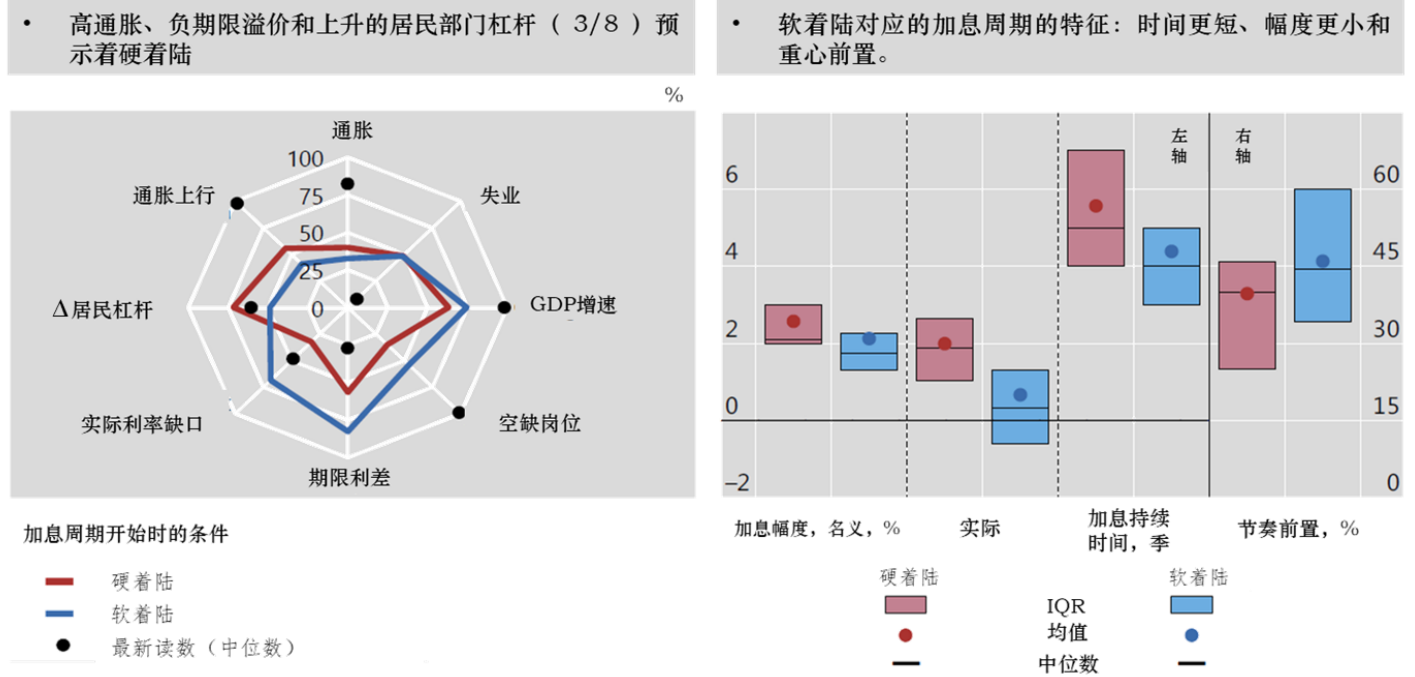 • 高通胀、负期限溢价和上升的居民部门杠杆（ 3/8 ）预
示着硬着陆
%
通胀
100
通胀上行
75
失业
50
25
Δ居民杠杆
0
GDP增速
实际利率缺口
空缺岗位
期限利差
加息周期开始时的条件
硬着陆
软着陆
最新读数（中位数）
• 软着陆对应的加息周期的特征：时间更短、幅度更小和
重心前置。
左轴
右轴
6
60
4
45
2
30
0
15
–2
0
加息幅度，名义，%
实际
加息持续
时间，季
节奏前置，%
硬着陆
软着陆
IQR
均值
中位数